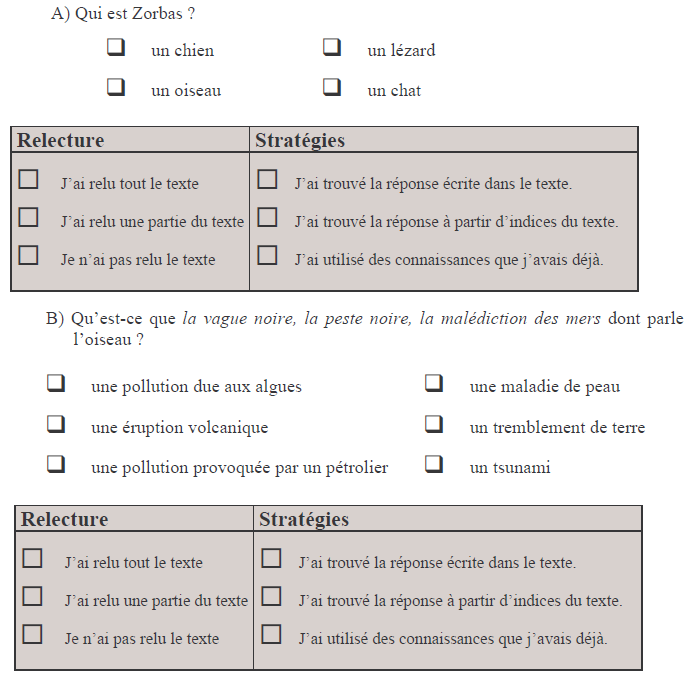 A) Qui est Zorbas ?
un chien un lézard
un oiseau un chat
Relecture Stratégies
J’ai relu tout le texte J’ai trouvé la réponse écrite dans le texte.
J’ai relu une partie du texte J’ai trouvé la réponse à partir d’indices du texte.
Je n’ai pas relu le texte J’ai utilisé des connaissances que j’avais déjà.
B) Qu’est-ce que la vague noire, la peste noire, la malédiction des mers dont parle
l’oiseau ?
une pollution due aux algues une maladie de peau
une éruption volcanique un tremblement de terre
une pollution provoquée par un pétrolier un tsunami
Relecture Stratégies
J’ai relu tout le texte J’ai trouvé la réponse écrite dans le texte.
J’ai relu une partie du texte J’ai trouvé la réponse à partir d’indices du texte.
Je n’ai pas relu le texte J’ai utilisé des connaissances que j’avais déjà.